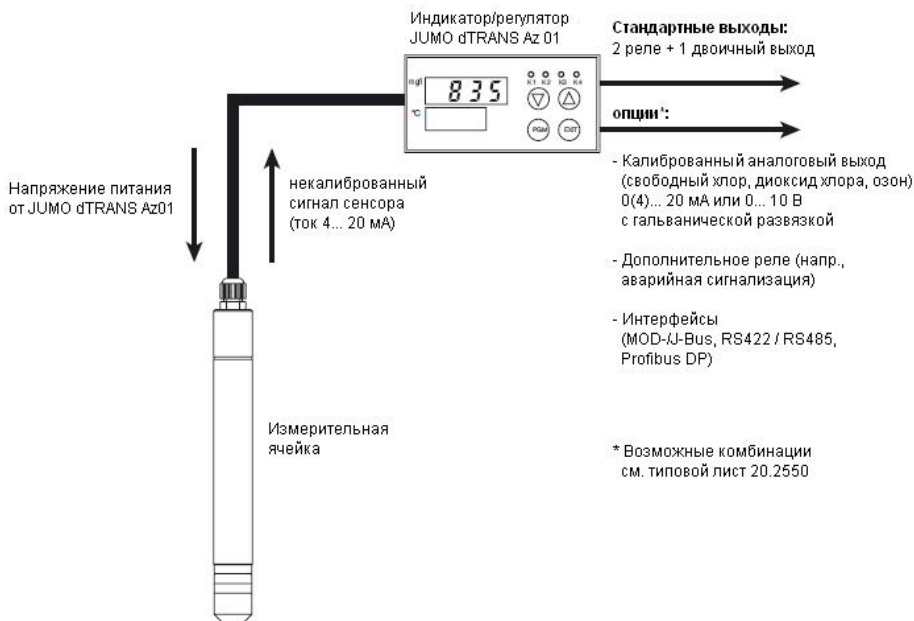 Индикатор/регулятор
JUMO dTRANS Az 01
Стандартные выходы:
2 реле + 1 двоичный выход
mg/l
835
K1 K2 K3 K4
°C
PGM
EXIT
опции*:
- Калиброванный аналоговый выход
(свободный хлор, диоксид хлора, озон)
0(4)... 20 мА или 0... 10 В
с гальванической развязкой
- Дополнительное реле (напр.,
аварийная сигнализация)
- Интерфейсы
(MOD-/J-Bus, RS422 / RS485,
Profibus DP)
Напряжение питания
от JUMO dTRANS Az01
некалиброванный
сигнал сенсора
(ток 4... 20 мА)
Измерительная
ячейка
* Возможные комбинации
см. типовой лист 20.2550